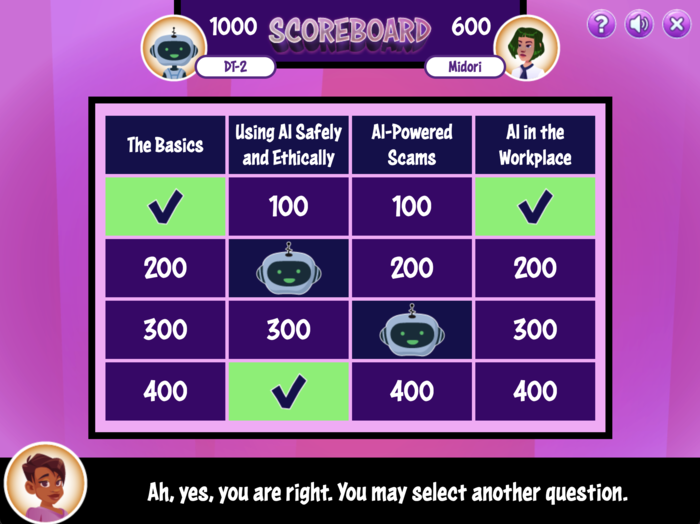 1000 SCOREBOARD 600
DT-2 Midori
?
The Basics
Using AI Safely
and Ethically
AI-Powered
Scams
AI in the
Workplace
100 100
200 200 200
300 300 300
400 400 400
Ah, yes, you are right. You may select another question.